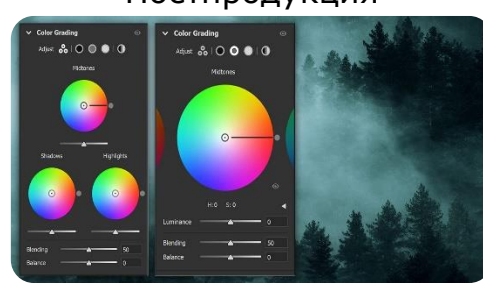 Постпродукция
Color Grading
Adjust
Midtones
Shadows Highlights
Blending 50
Balance 0
Color Grading
Adjust
Midtones
H:0 S:0
Luminance 0
Blending 50
Balance 0